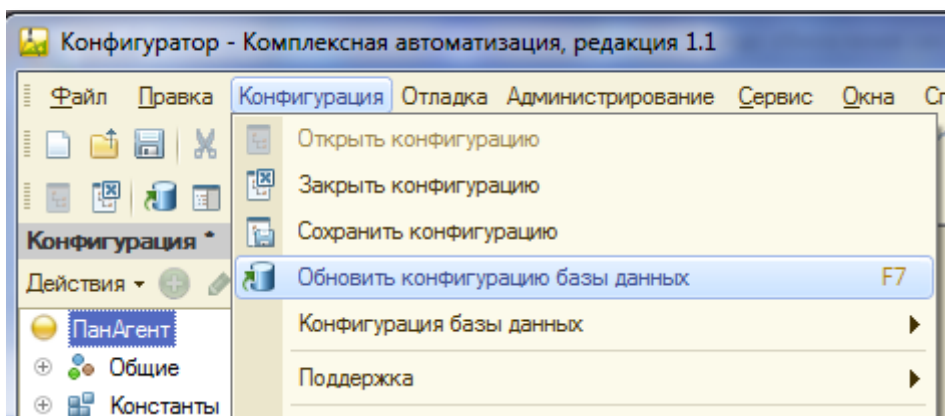 Конфигуратор - Комплексная автоматизация, редакция 1.1
Файл Правка Конфигурация Отладка Администрирование Сервис Окна
Открыть конфигурацию
Закрыть конфигурацию
Сохранить конфигурацию
Конфигурация *
Обновить конфигурацию базы данных F7
Действия
Конфигурация базы данных
ПанАгент
Общие
Поддержка
Константы